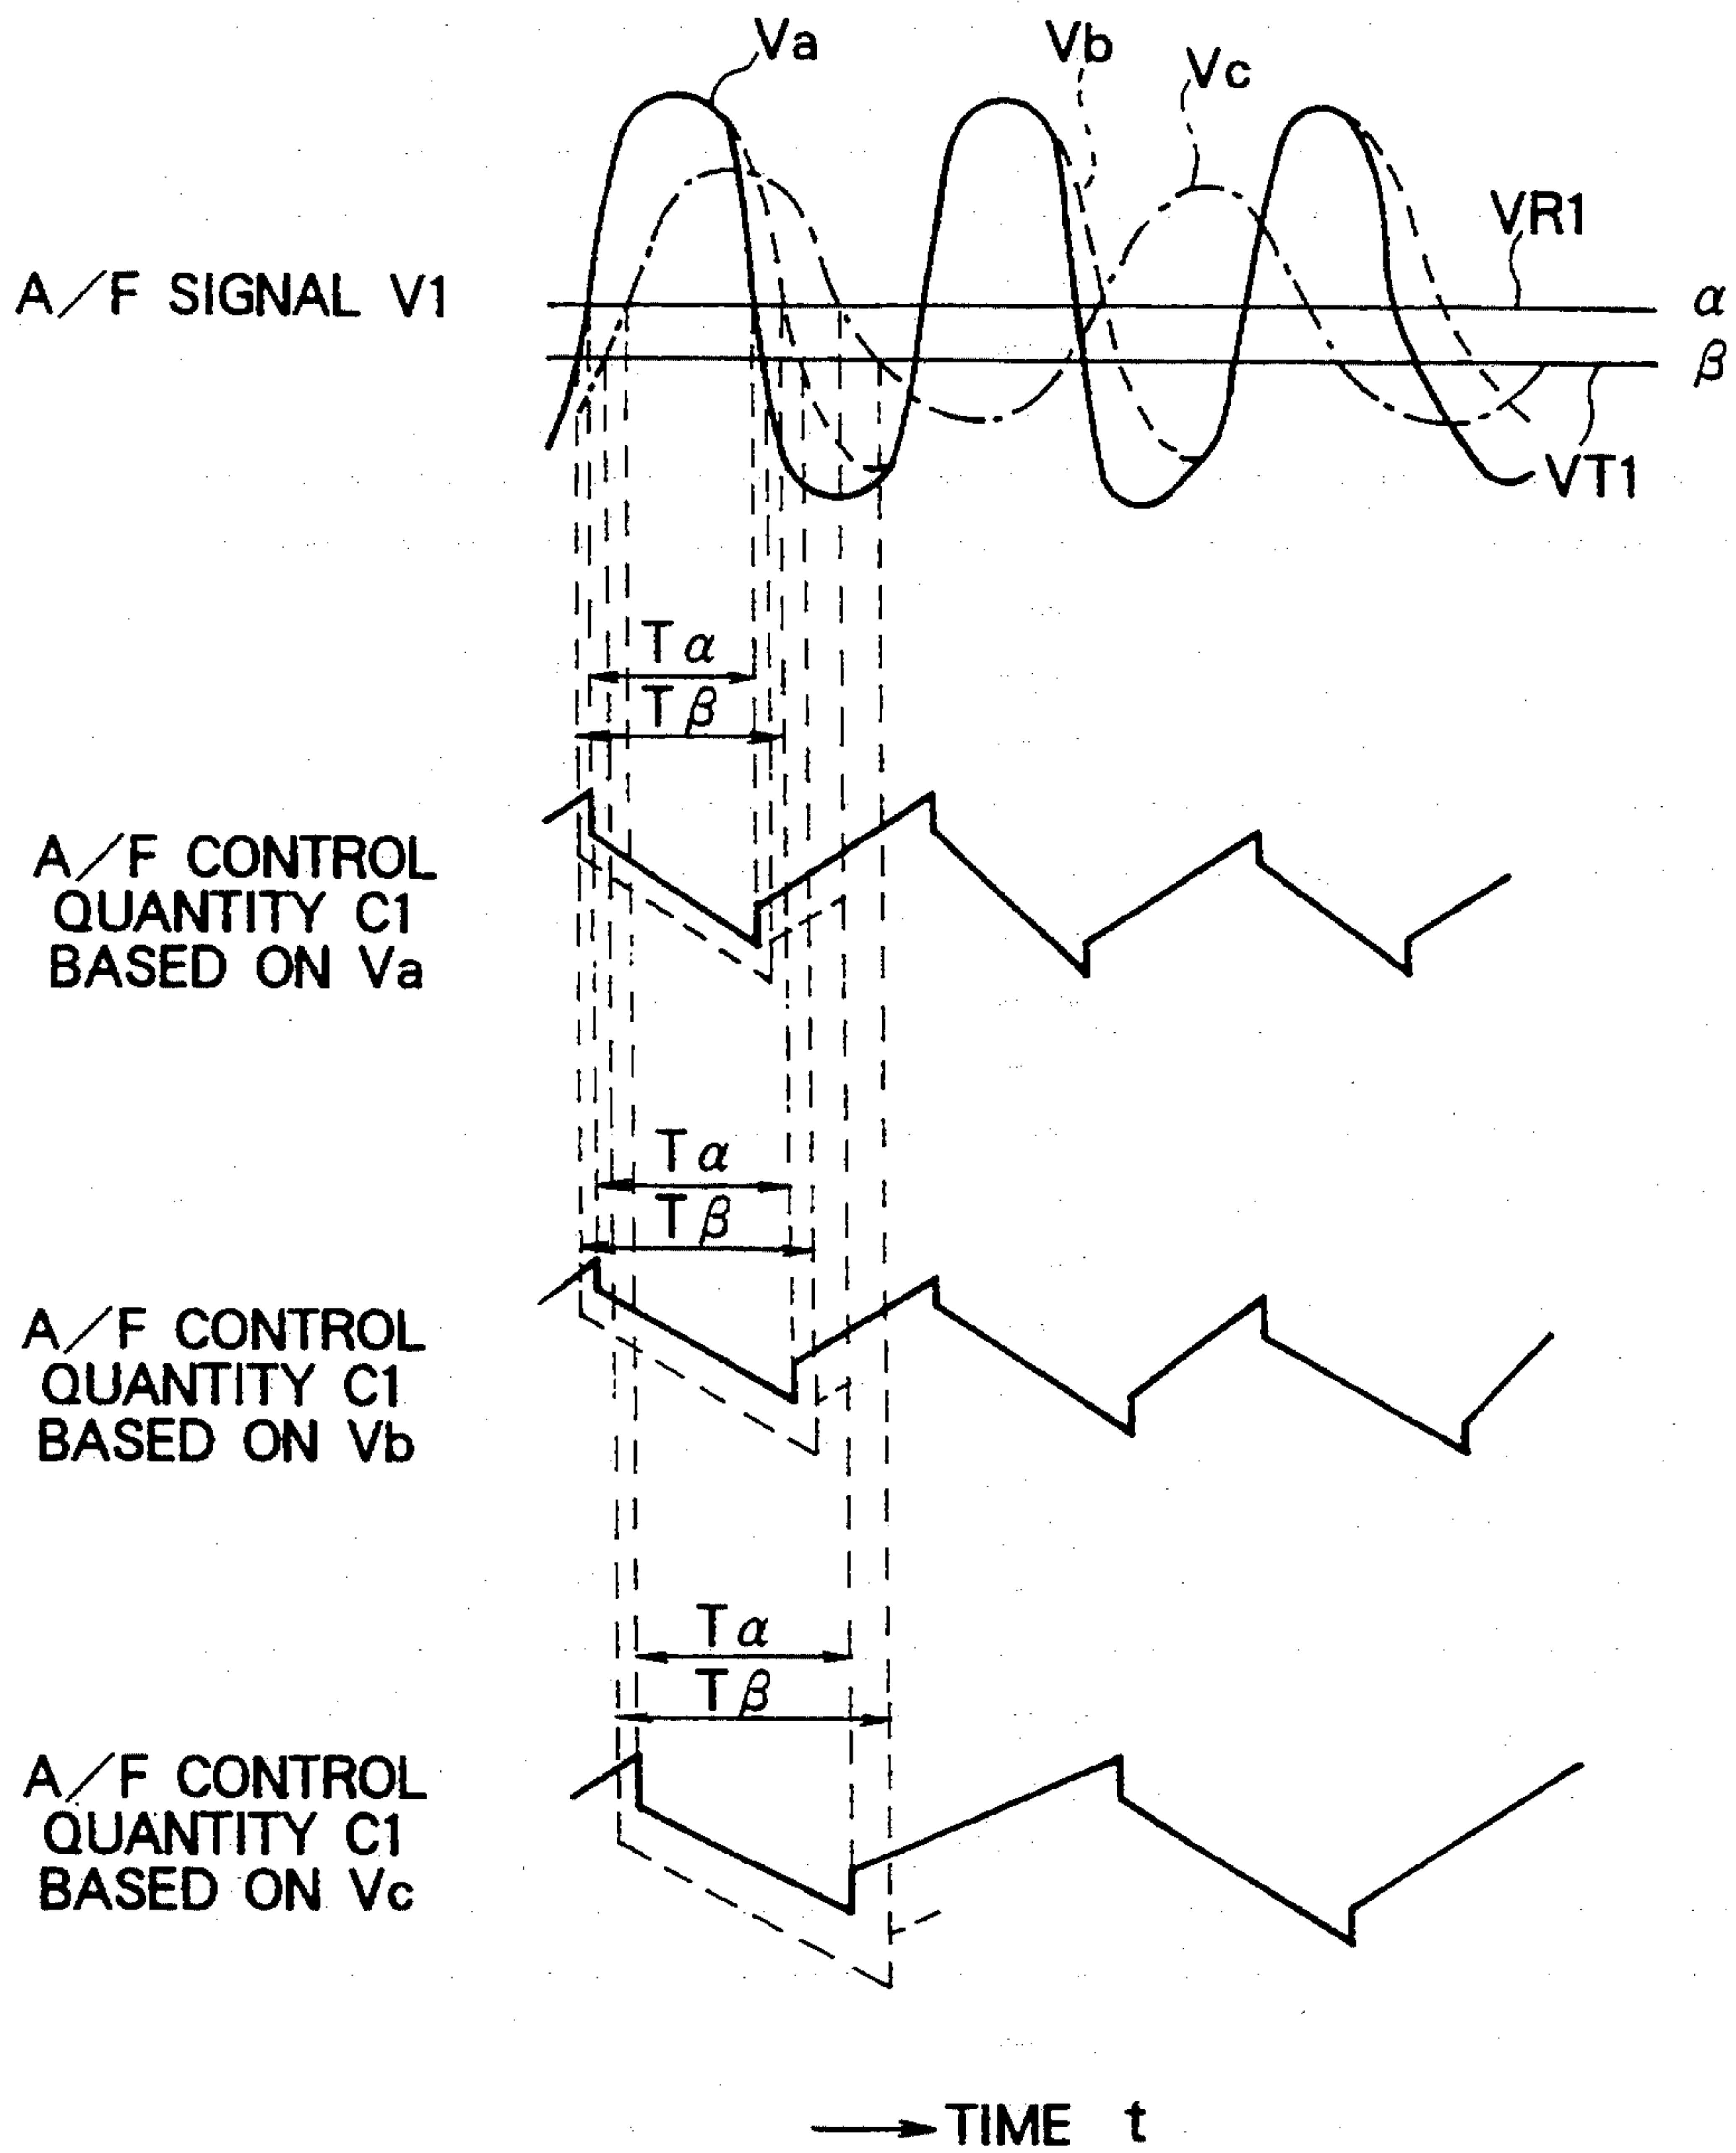 Va
Vb
Vc
VR1
A/F SIGNAL V1
α
β
VT1
Tα
Tβ
A/F CONTROL
QUANTITY C1
BASED ON Va
Tα
Tβ
A/F CONTROL
QUANTITY C1
BASED ON Vb
Tα
Tβ
A/F CONTROL
QUANTITY C1
BASED ON Vc
TIME t